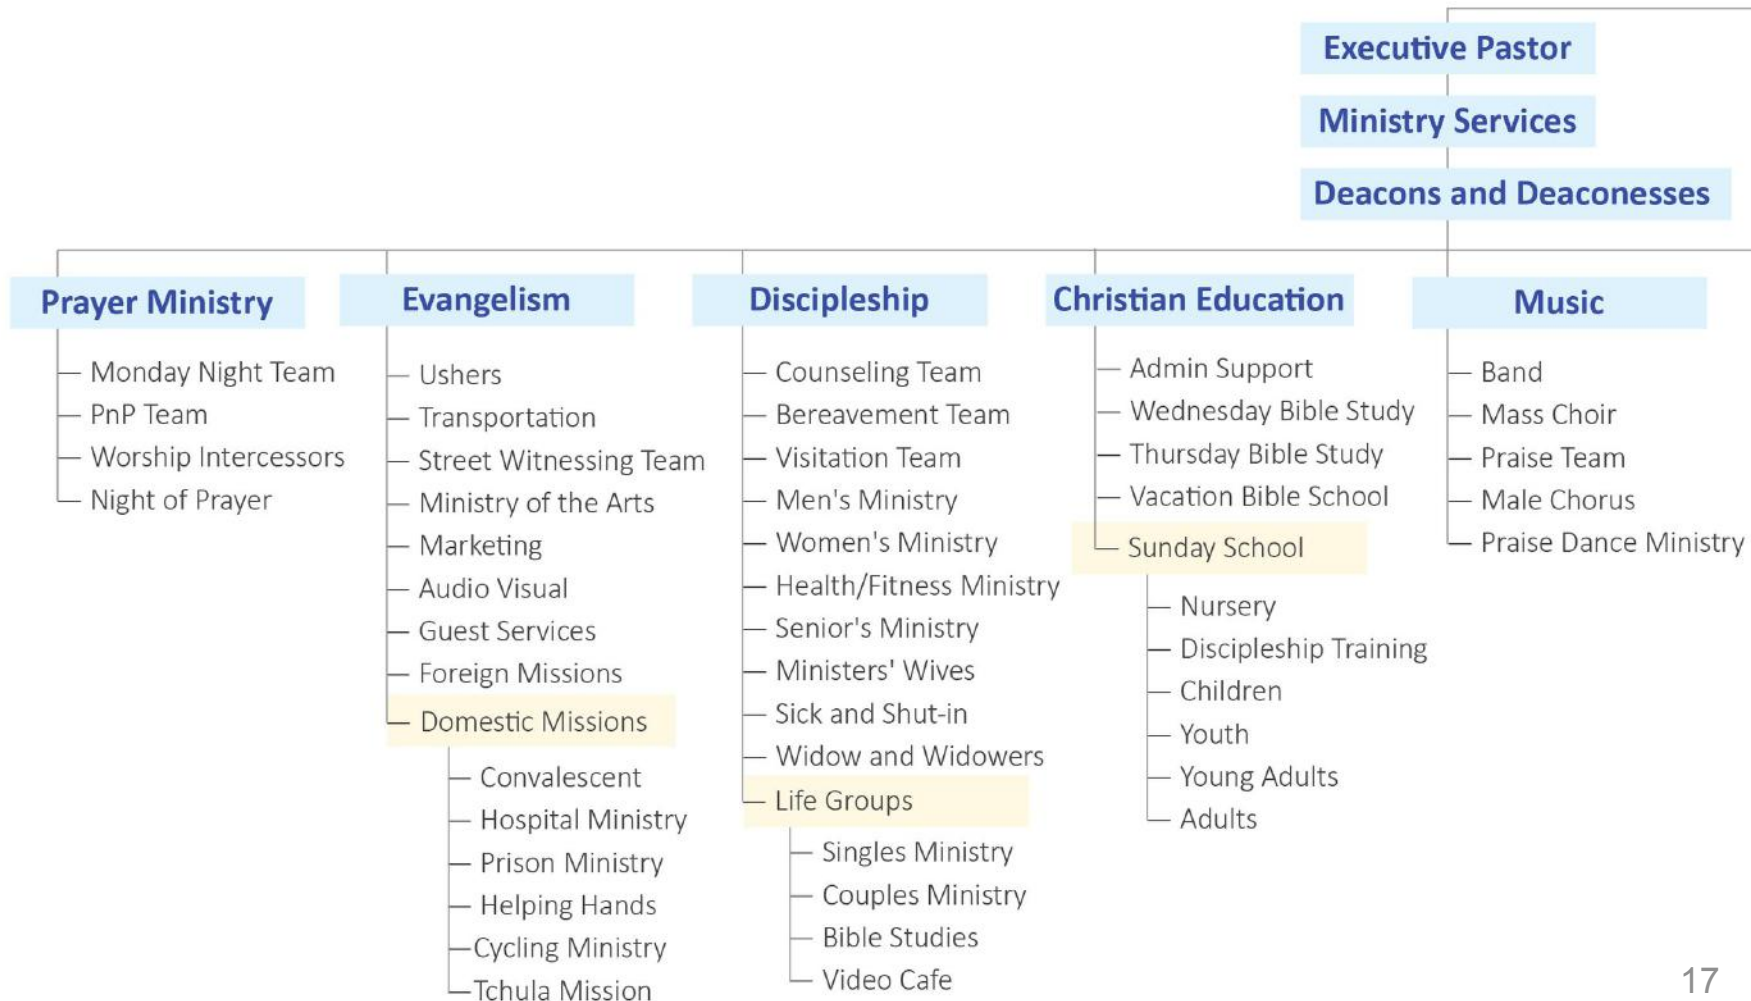 Executive Pastor
Ministry Services
Deacons and Deaconesses
Prayer Ministry
Monday Night Team
PnP Team
Worship Intercessors
Night of Prayer
Evangelism
Ushers
Transportation
Street Witnessing Team
Ministry of the Arts
Marketing
Audio Visual
Guest Services
Foreign Missions
Domestic Missions
Convalescent
Hospital Ministry
Prison Ministry
Helping Hands
Cycling Ministry
Tchula Mission
Discipleship
Counseling Team
Bereavement Team
Visitation Team
Men's Ministry
Women's Ministry
Health/Fitness Ministry
Senior's Ministry
Ministers' Wives
Sick and Shut-in
Widow and Widowers
Life Groups
Singles Ministry
Couples Ministry
Bible Studies
Video Cafe
Christian Education
Admin Support
Wednesday Bible Study
Thursday Bible Study
Vacation Bible School
Sunday School
Nursery
Discipleship Training
Children
Youth
Young Adults
Adults
Music
Band
Mass Choir
Praise Team
Male Chorus
Praise Dance Ministry
17